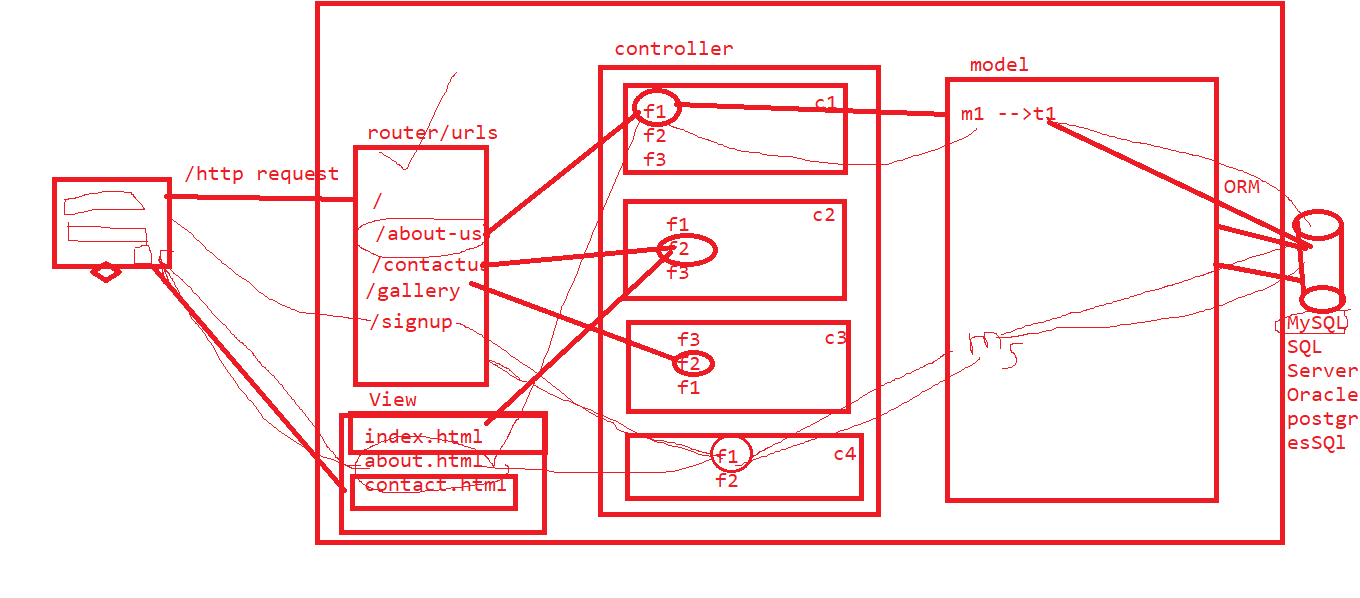 controller
model
router/urls
/http request
/
/about-us
/contactus
/gallery
/signup
View
index.html
about.html
contact.html
c1
f1
f2
f3
c2
f1
f2
f3
c3
f3
f2
f1
c4
f1
f2
m1 -->t1
ORM
MySQL
SQL
Server
Oracle
postgr
esSQl